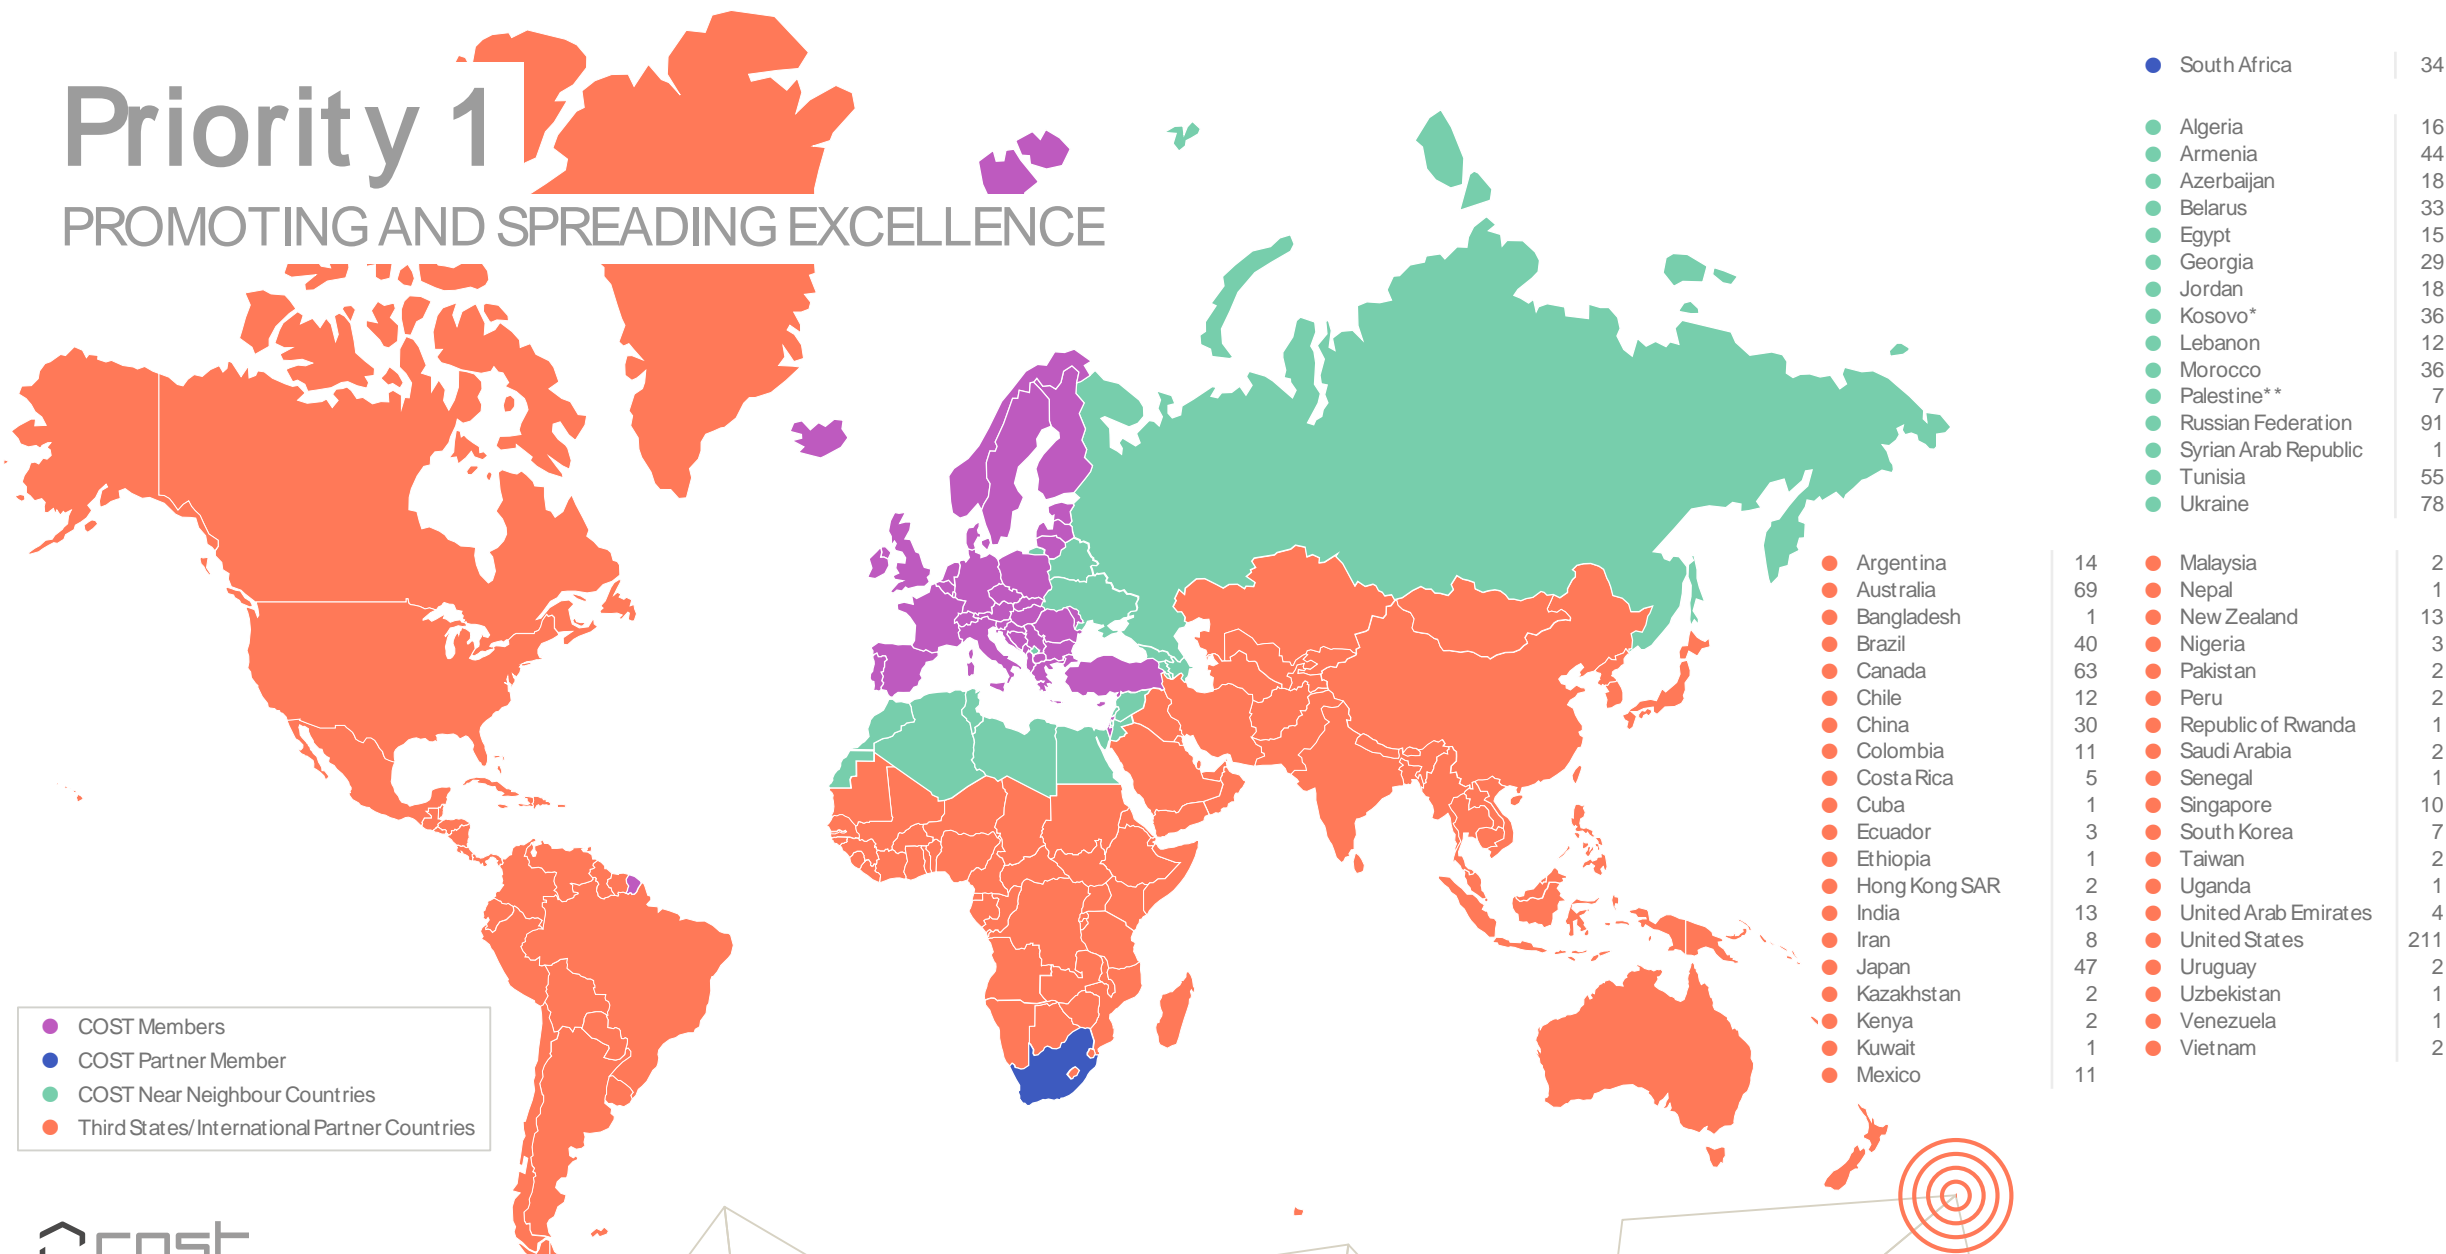 Priority 1
PROMOTING AND SPREADING EXCELLENCE
South Africa 34
Algeria 16
Armenia 44
Azerbaijan 18
Belarus 33
Egypt 15
Georgia 29
Jordan 18
Kosovo* 36
Lebanon 12
Morocco 36
Palestine** 7
Russian Federation 91
Syrian Arab Republic 1
Tunisia 55
Ukraine 78
Argentina 14
Australia 69
Bangladesh 1
Brazil 40
Canada 63
Chile 12
China 30
Colombia 11
Costa Rica 5
Cuba 1
Ecuador 3
Ethiopia 1
Hong Kong SAR 2
India 13
Iran 8
Japan 47
Kazakhstan 2
Kenya 2
Kuwait 1
Mexico 11
Malaysia 2
Nepal 1
New Zealand 13
Nigeria 3
Pakistan 2
Peru 2
Republic of Rwanda 1
Saudi Arabia 2
Senegal 1
Singapore 10
South Korea 7
Taiwan 2
Uganda 1
United Arab Emirates 4
United States 211
Uruguay 2
Uzbekistan 1
Venezuela 1
Vietnam 2
COST Members
COST Partner Member
COST Near Neighbour Countries
Third States/International Partner Countries
cost